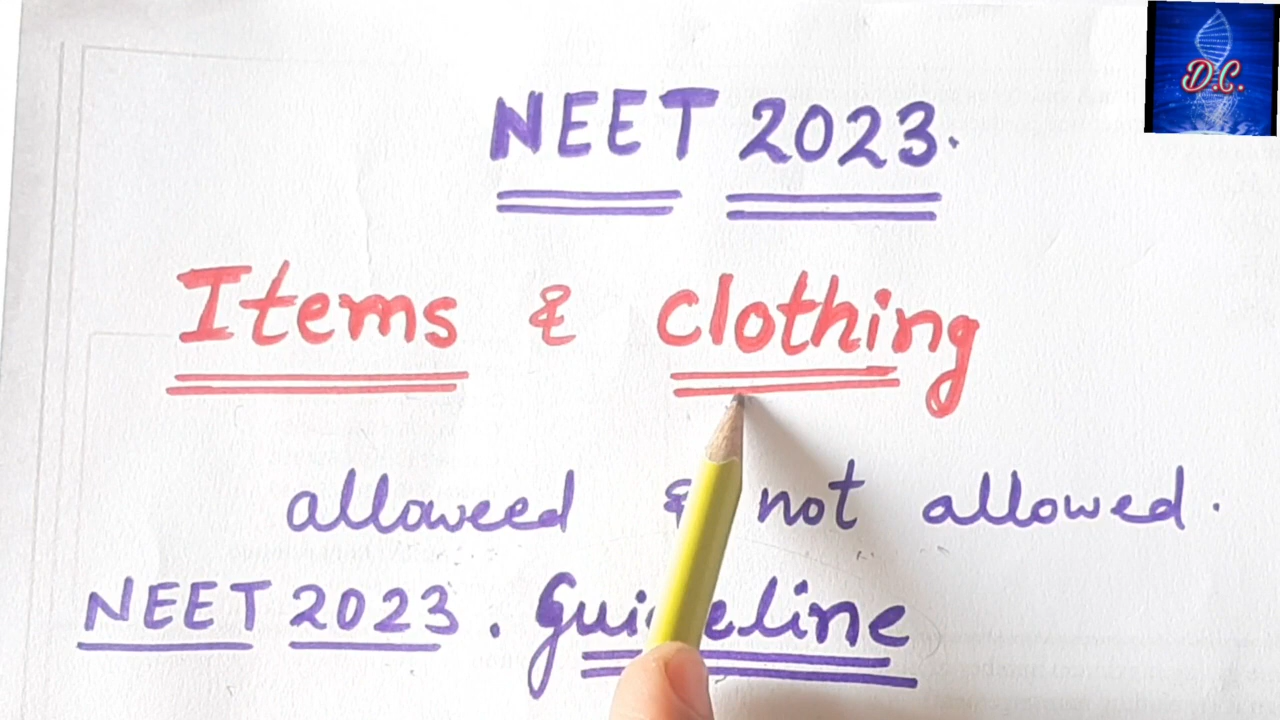 D.C.
NEET 2023.
Items & clothing
alloweed & not allowed.
NEET 2023. Guideline